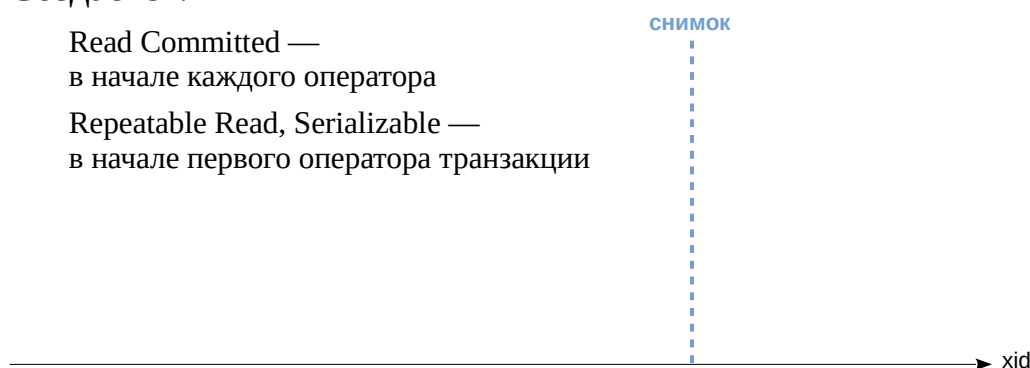 снимок
Read Committed —
в начале каждого оператора
Repeatable Read, Serializable —
в начале первого оператора транзакции
xid